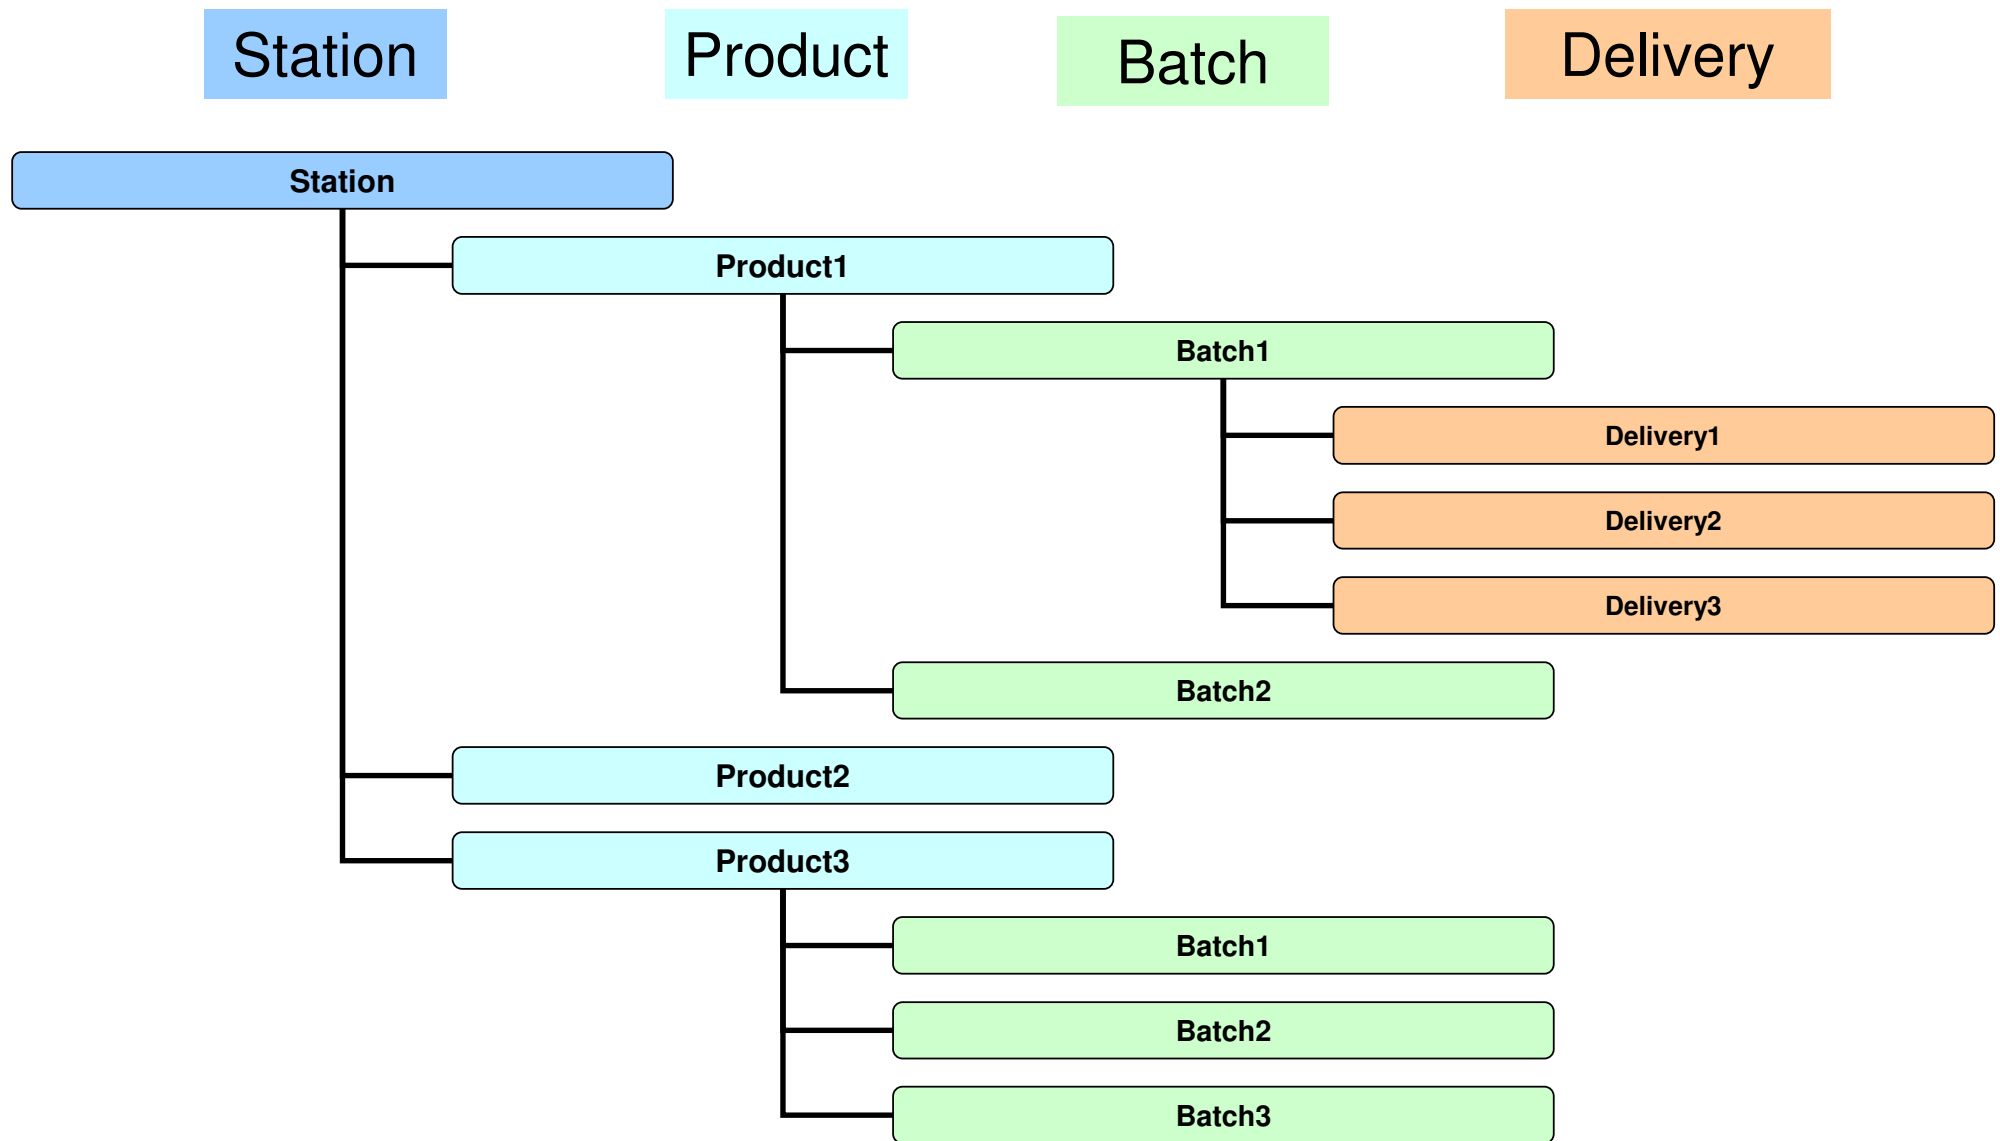 Station Product Batch Delivery
Station
Product1
Batch1
Delivery1
Delivery2
Delivery3
Batch2
Product2
Product3
Batch1
Batch2
Batch3